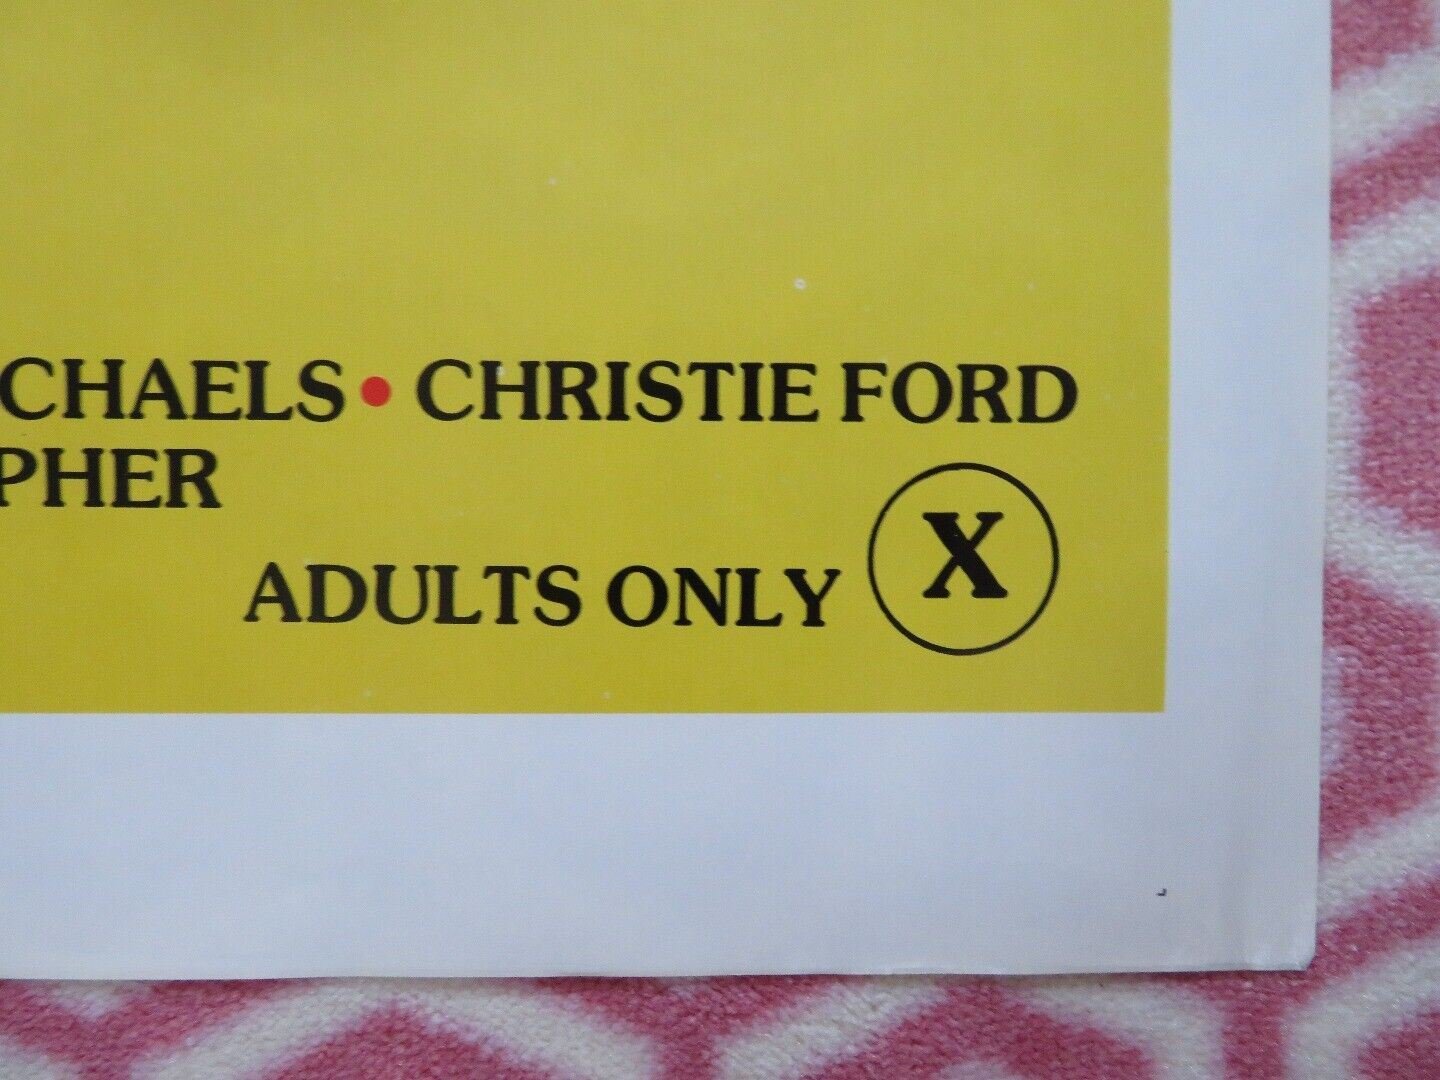 CHAELS • CHRISTIE FORD
PHER
ADULTS ONLY X